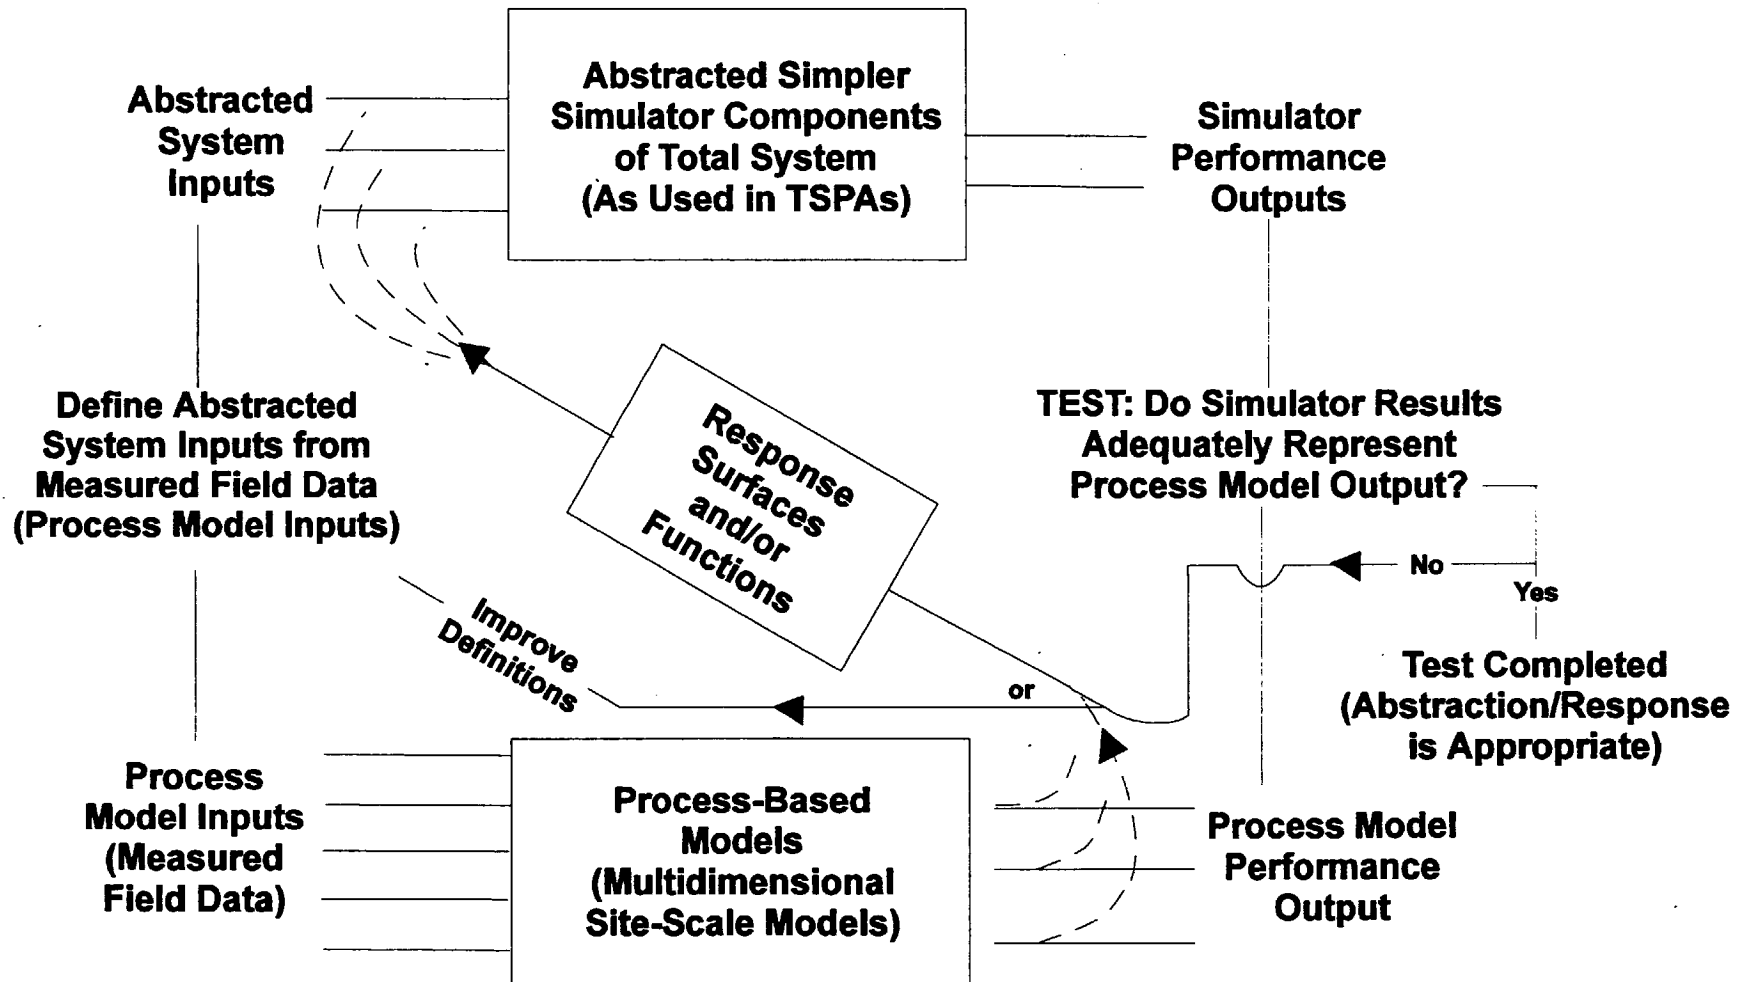 Abstracted
System
Inputs
Abstracted Simpler
Simulator Components
of Total System
(As Used in TSPAs)
Simulator
Performance
Outputs
Define Abstracted
System Inputs from
Measured Field Data
(Process Model Inputs)
Response
Surfaces
and/or
Functions
TEST: Do Simulator Results
Adequately Represent
Process Model Output?
No
Yes
Improve
Definitions
or
Test Completed
(Abstraction/Response
is Appropriate)
Process
Model Inputs
(Measured
Field Data)
Process-Based
Models
(Multidimensional
Site-Scale Models)
Process Model
Performance
Output